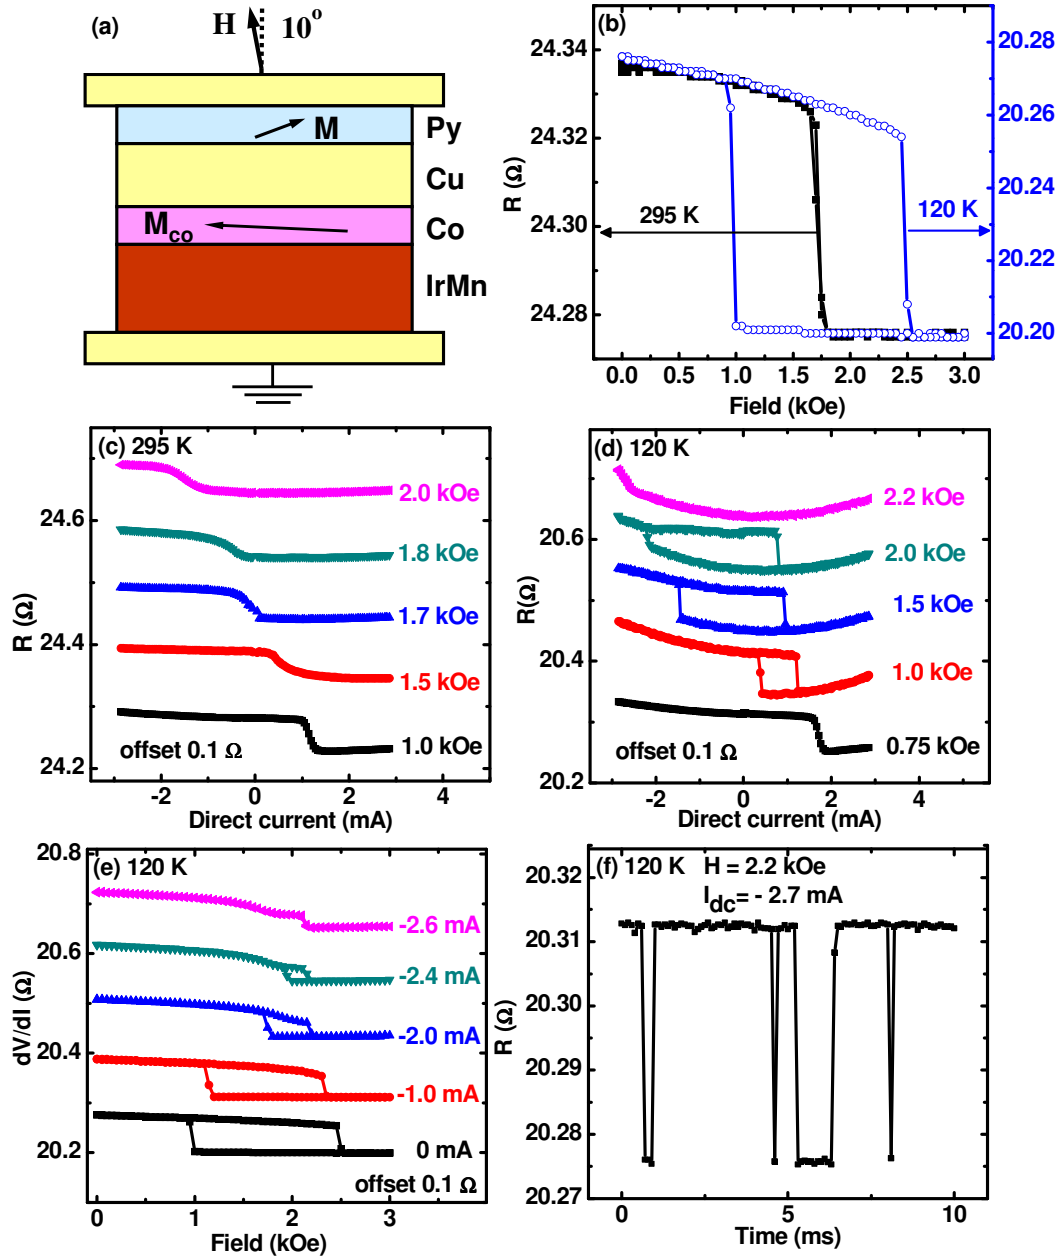 (a)
H
10°
M
Py
Cu
M_co
Co
IrMn
(b)
24.34
24.32
24.30
24.28
R (Ω)
295 K
120 K
20.28
20.26
20.24
20.22
20.20
0.0 0.5 1.0 1.5 2.0 2.5 3.0
Field (kOe)
(c) 295 K
24.6
24.4
24.2
R (Ω)
2.0 kOe
1.8 kOe
1.7 kOe
1.5 kOe
1.0 kOe
offset 0.1 Ω
-2 0 2 4
Direct current (mA)
(d) 120 K
20.6
20.4
20.2
R(Ω)
2.2 kOe
2.0 kOe
1.5 kOe
1.0 kOe
0.75 kOe
offset 0.1 Ω
-2 0 2 4
Direct current (mA)
(e) 120 K
20.8
20.6
20.4
20.2
dV/dI (Ω)
-2.6 mA
-2.4 mA
-2.0 mA
-1.0 mA
0 mA
offset 0.1 Ω
0 1 2 3
Field (kOe)
(f) 120 K H = 2.2 kOe
I_dc= - 2.7 mA
20.32
20.31
20.30
20.29
20.28
20.27
R (Ω)
0 5 10
Time (ms)